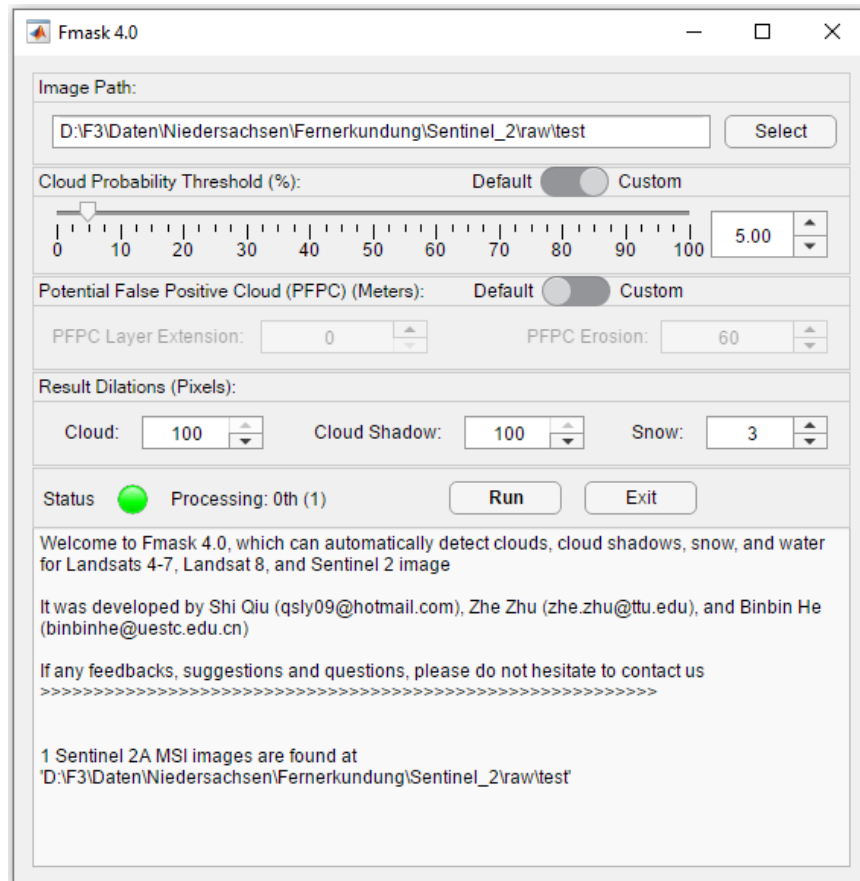 Fmask 4.0
Image Path:
D:\F3\Daten\Niedersachsen\Fernerkundung\Sentinel_2\raw\test Select
Cloud Probability Threshold (%): Default Custom
0 10 20 30 40 50 60 70 80 90 100 5.00
Potential False Positive Cloud (PFPC) (Meters): Default Custom
PFPC Layer Extension: 0 PFPC Erosion: 60
Result Dilations (Pixels):
Cloud: 100 Cloud Shadow: 100 Snow: 3
Status Processing: 0th (1) Run Exit
Welcome to Fmask 4.0, which can automatically detect clouds, cloud shadows, snow, and water
for Landsats 4-7, Landsat 8, and Sentinel 2 image
It was developed by Shi Qiu (qsly09@hotmail.com), Zhe Zhu (zhe.zhu@ttu.edu), and Binbin He
(binbinhe@uestc.edu.cn)
If any feedbacks, suggestions and questions, please do not hesitate to contact us
>>>>>>>>>>>>>>>>>>>>>>>>>>>>>>>>>>>>>>>>>>>>>>>>>>>>>>>>>>
1 Sentinel 2A MSI images are found at
'D:\F3\Daten\Niedersachsen\Fernerkundung\Sentinel_2\raw\test'